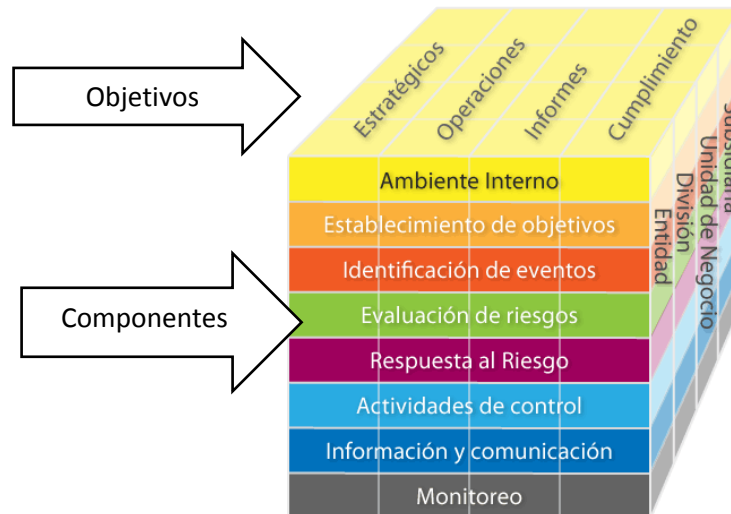 Objetivos
Estratégicos
Operaciones
Informes
Cumplimiento
Componentes
Ambiente Interno
Establecimiento de objetivos
Identificación de eventos
Evaluación de riesgos
Respuesta al Riesgo
Actividades de control
Información y comunicación
Monitoreo
Entidad
División
Unidad de Negocio
Subsidiaria